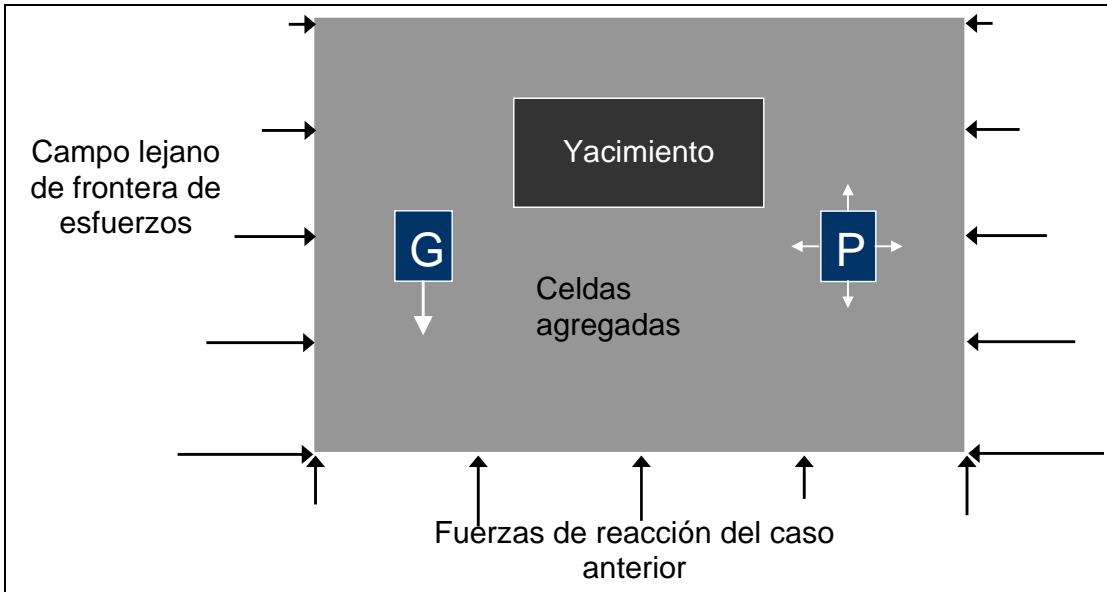 Yacimiento
Campo lejano
de frontera de
esfuerzos
G
P
Celdas
agregadas
Fuerzas de reacción del caso
anterior